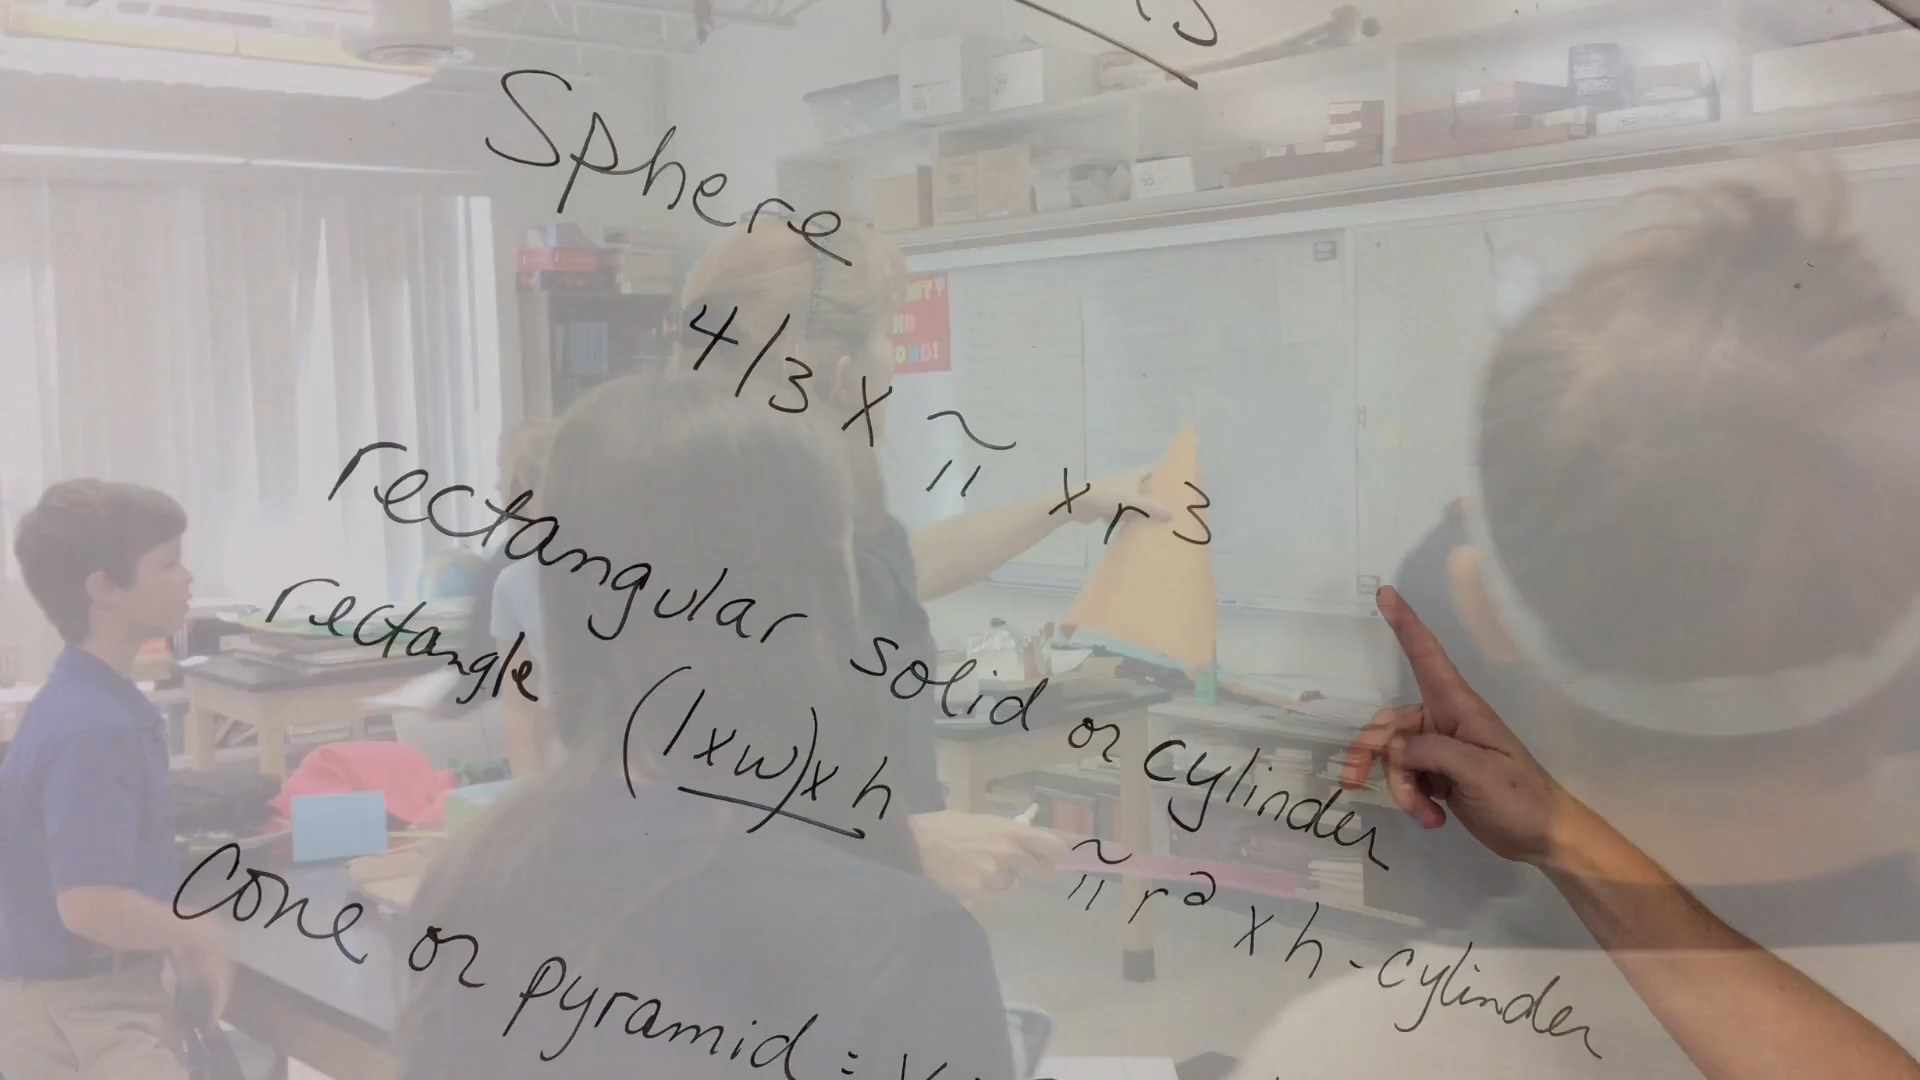 Sphere
4/3 x π x r3
rectangular solid or cylinder
rectangle
(l x w) x h
π r2 x h - cylinder
Cone or pyramid =